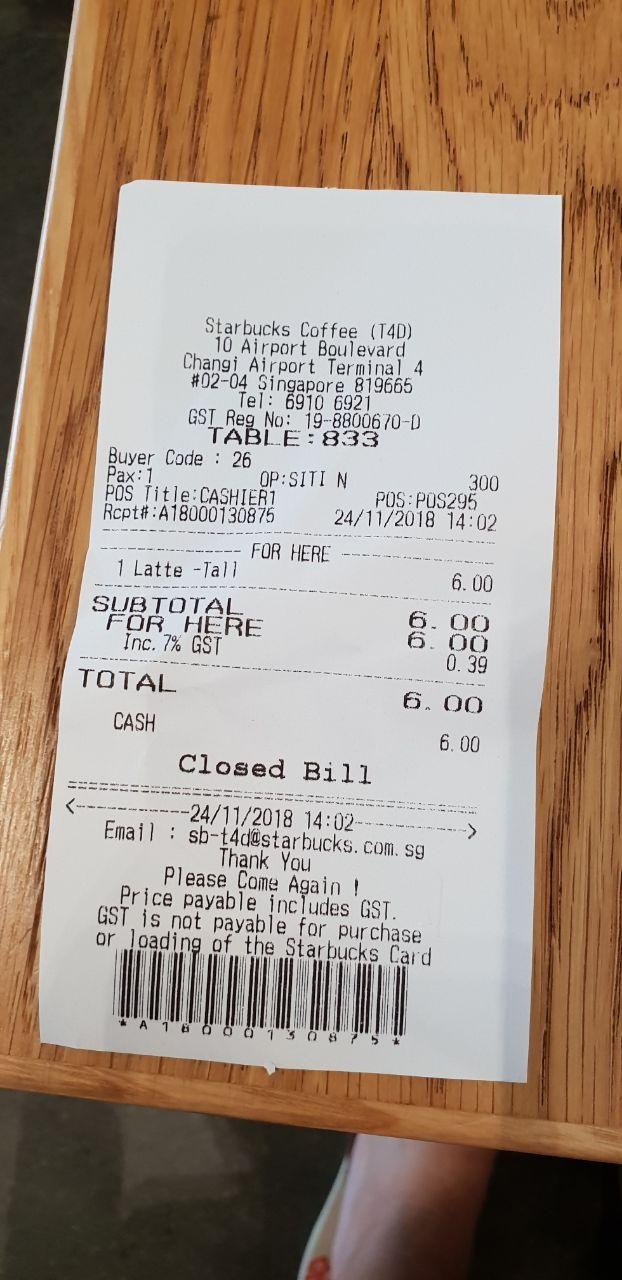 Starbucks Coffee (T4D)
10 Airport Boulevard
Changi Airport Terminal 4
#02-04 Singapore 819665
Tel: 6910 6921
GST Reg No: 19-8800670-D
TABLE:833
Buyer Code : 26
Pax:1 OP:SITI N 300
POS Title:CASHIER1 POS:POS295
Rcpt#:A18000130875 24/11/2018 14:02
FOR HERE
1 Latte -Tall 6.00
SUBTOTAL 6.00
FOR HERE 6.00
Inc. 7% GST 0.39
TOTAL 6.00
CASH 6.00
Closed Bill
<--------24/11/2018 14:02-------->
Email : sb-t4d@starbucks.com.sg
Thank You
Please Come Again !
Price payable includes GST.
GST is not payable for purchase
or loading of the Starbucks Card
*A18000130875*